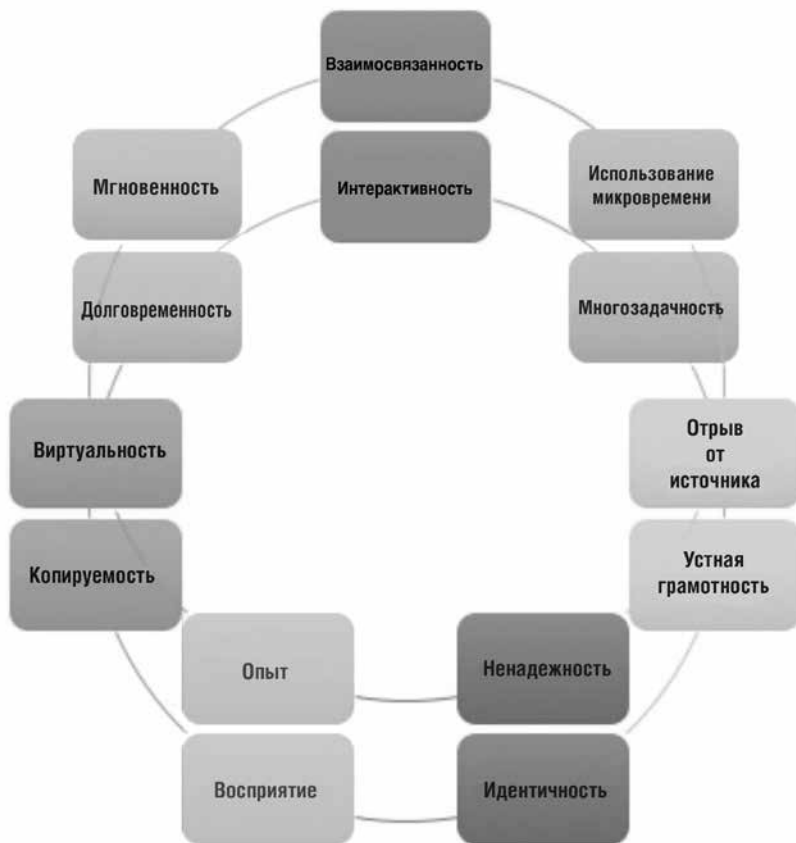 Взаимосвязанность
Интерактивность
Мгновенность
Долговременность
Использование
микровремени
Многозадачность
Виртуальность
Копируемость
Отрыв
от
источника
Устная
грамотность
Опыт
Восприятие
Ненадежность
Идентичность